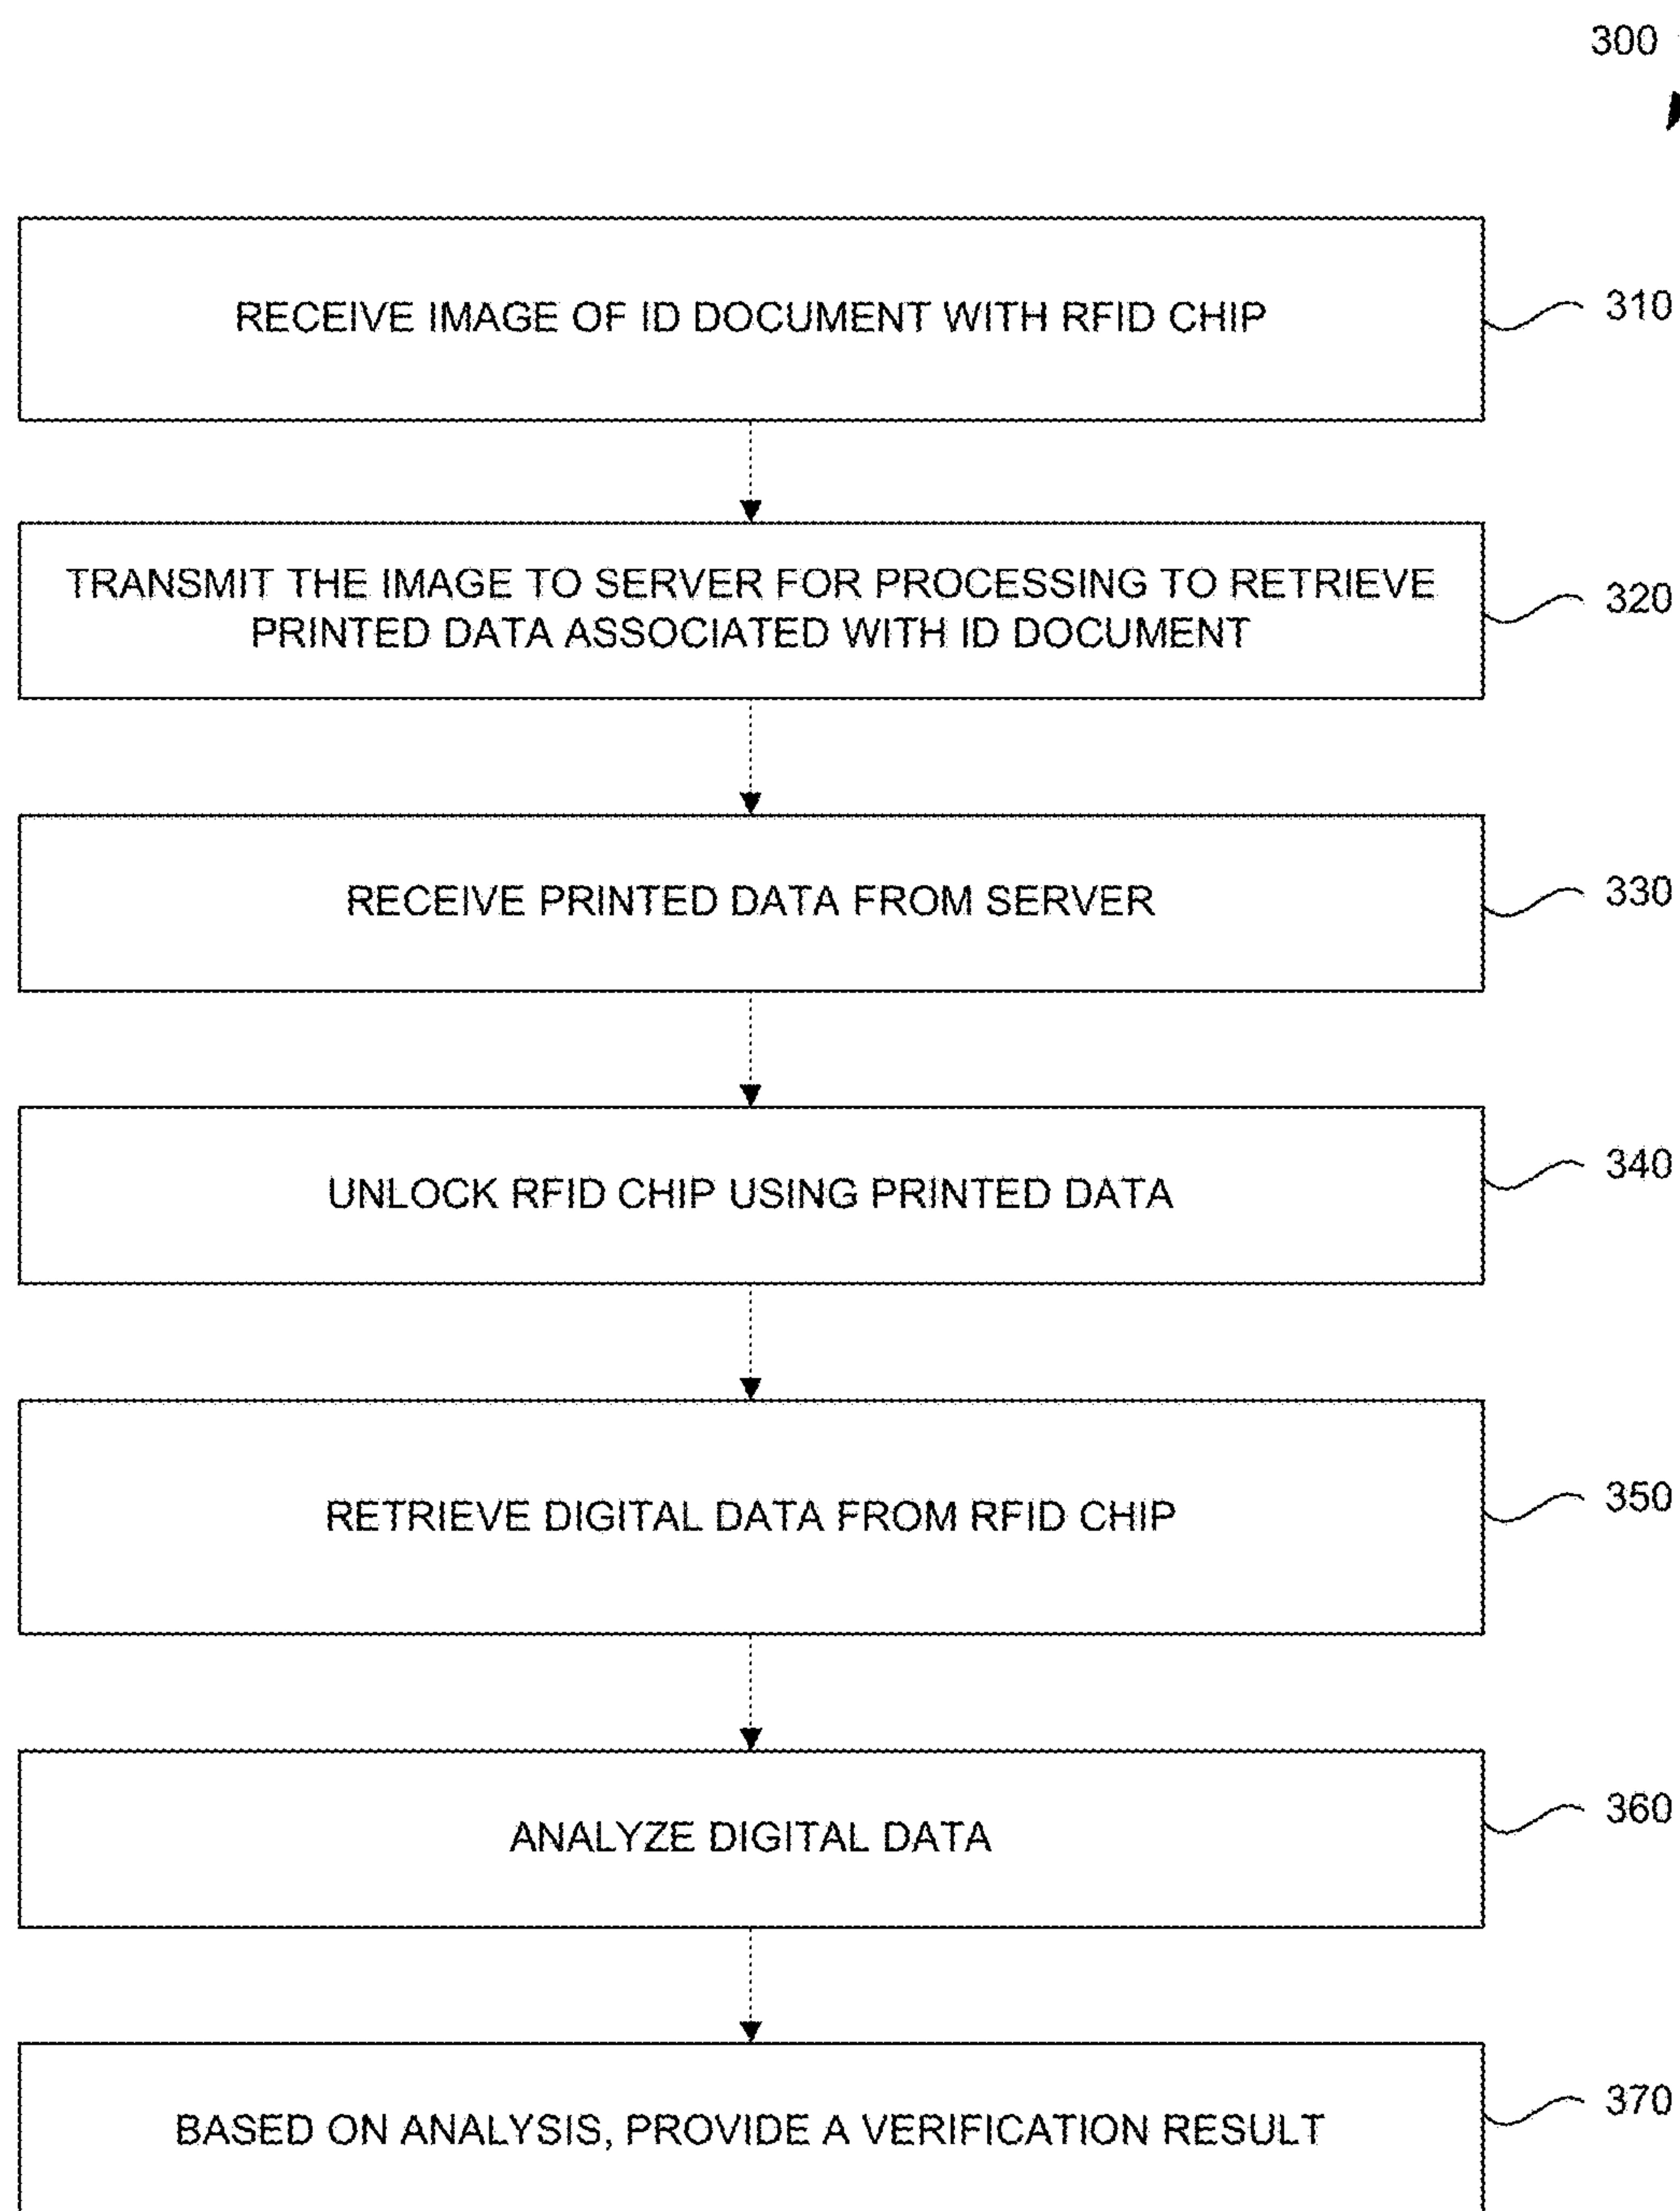 300
RECEIVE IMAGE OF ID DOCUMENT WITH RFID CHIP
310
TRANSMIT THE IMAGE TO SERVER FOR PROCESSING TO RETRIEVE
PRINTED DATA ASSOCIATED WITH ID DOCUMENT
320
RECEIVE PRINTED DATA FROM SERVER
330
UNLOCK RFID CHIP USING PRINTED DATA
340
RETRIEVE DIGITAL DATA FROM RFID CHIP
350
ANALYZE DIGITAL DATA
360
BASED ON ANALYSIS, PROVIDE A VERIFICATION RESULT
370